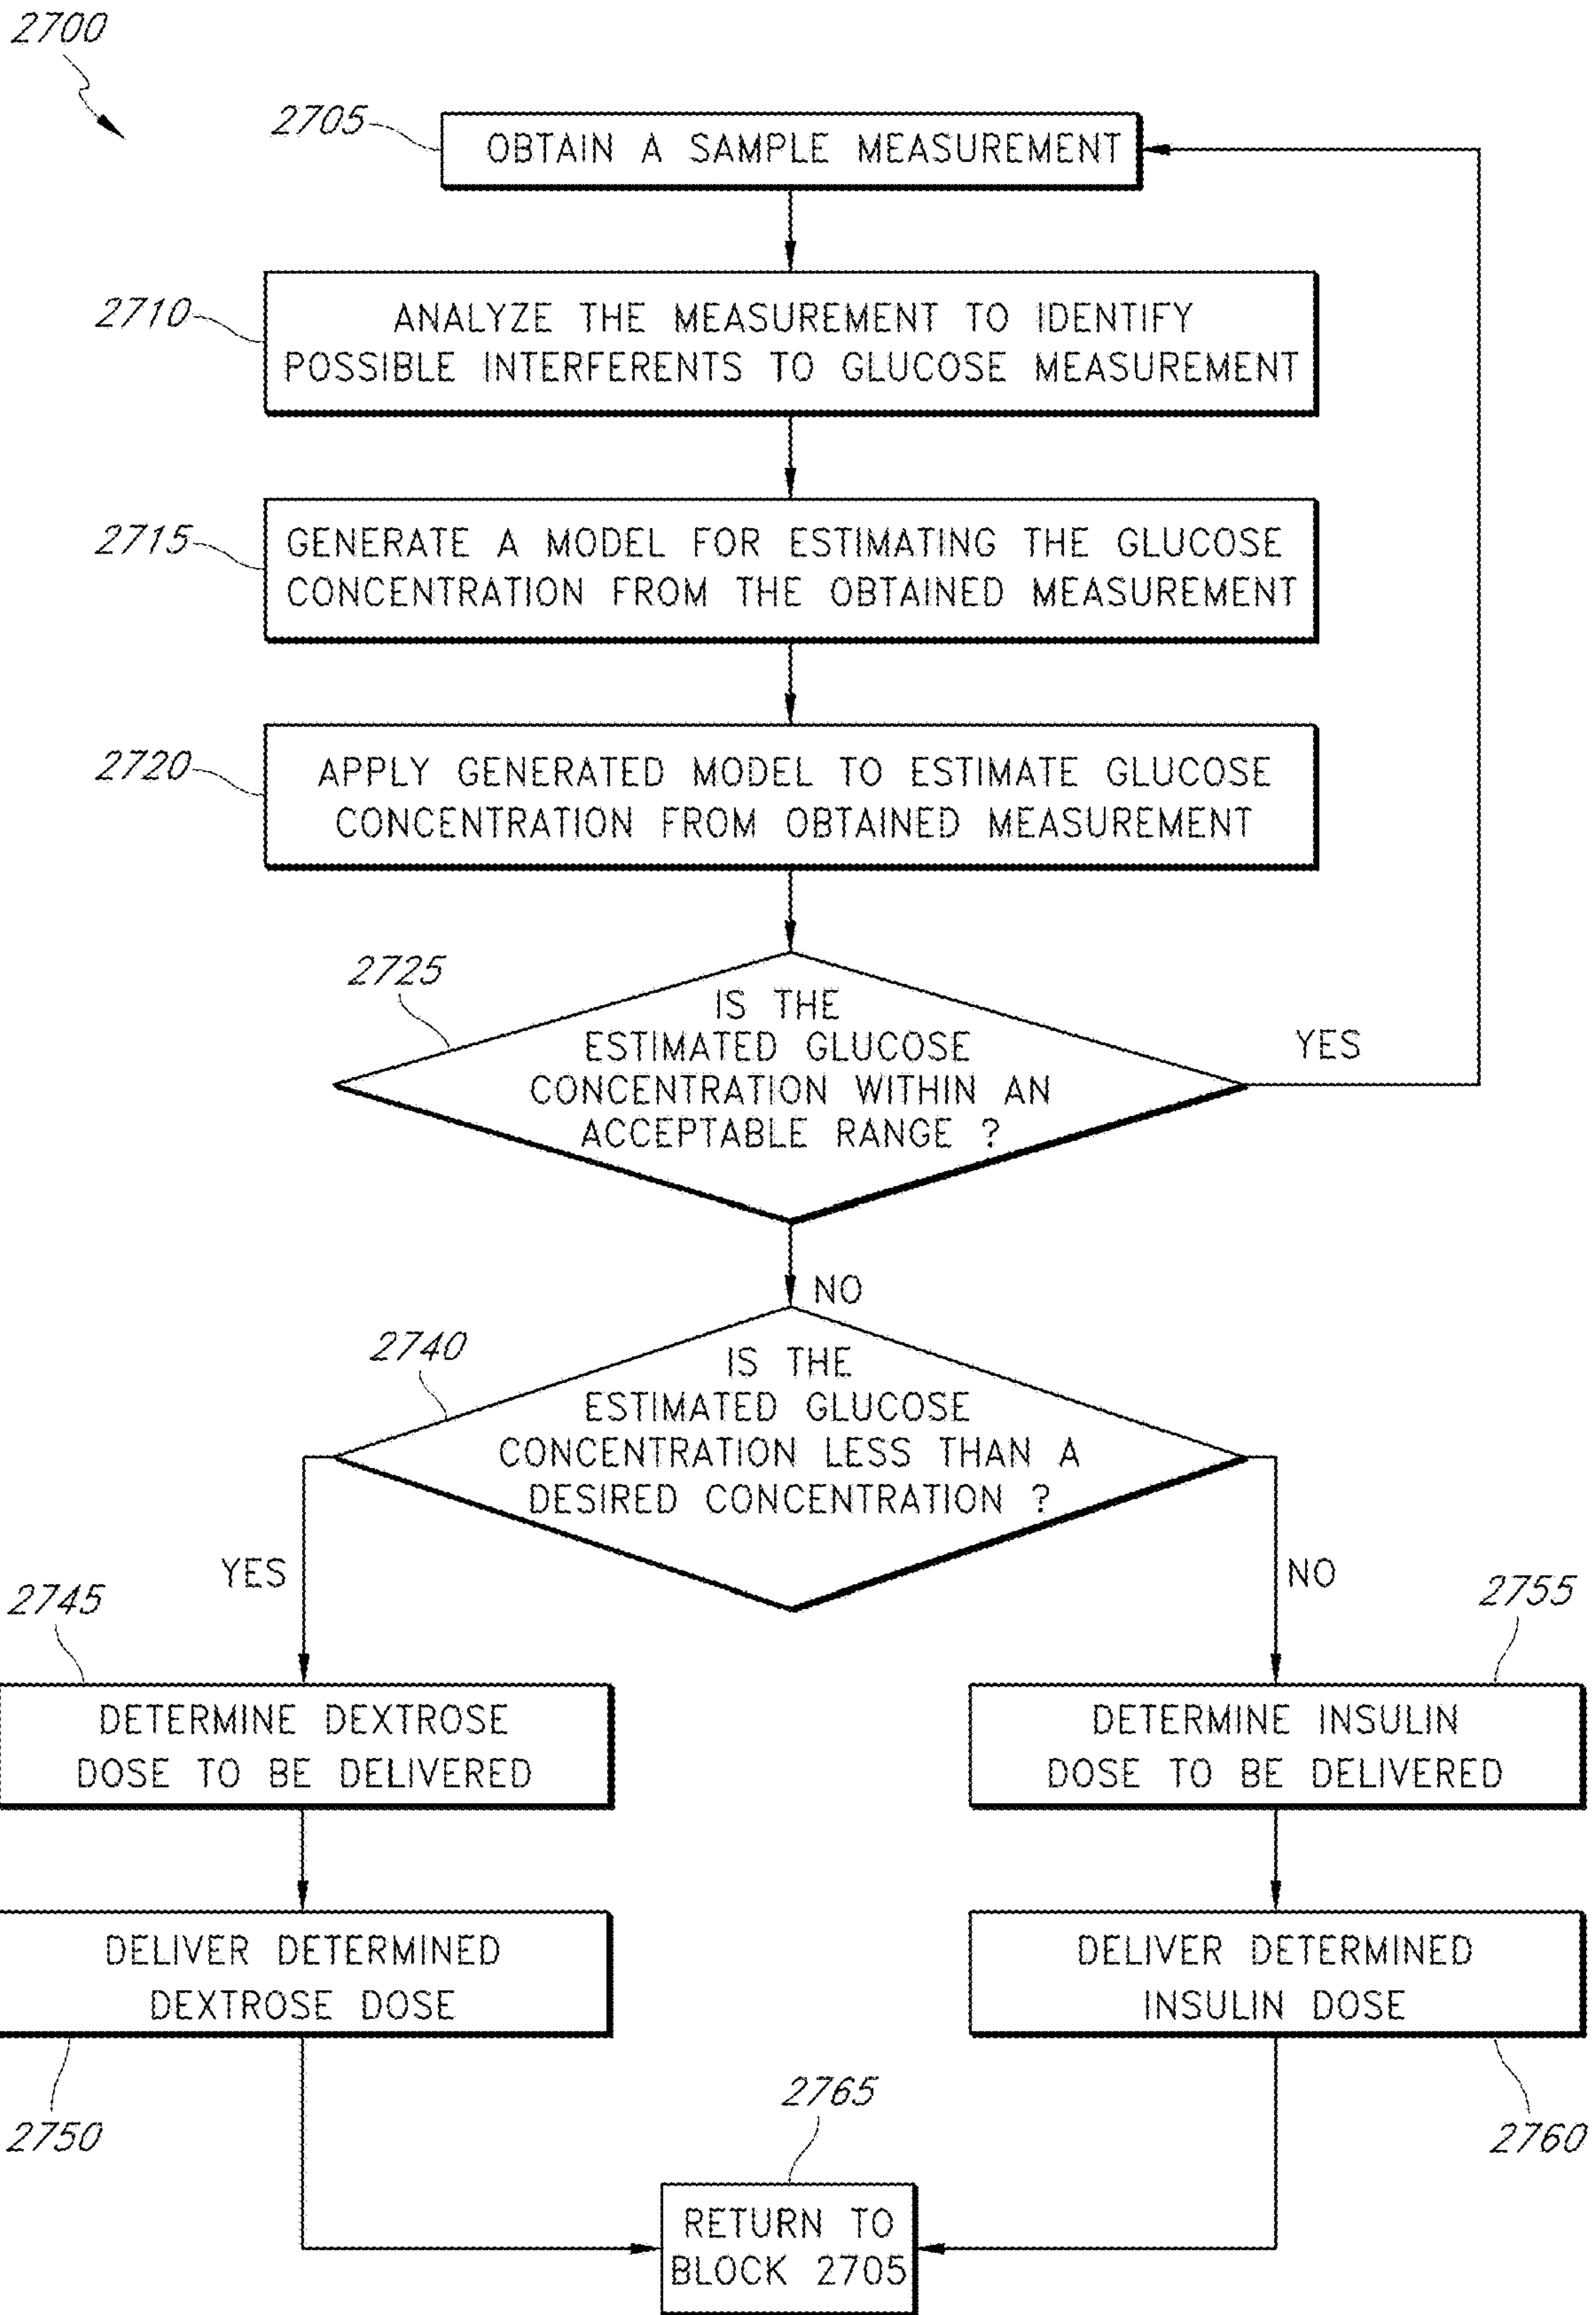 2700
2705
OBTAIN A SAMPLE MEASUREMENT
2710
ANALYZE THE MEASUREMENT TO IDENTIFY
POSSIBLE INTERFERENTS TO GLUCOSE MEASUREMENT
2715
GENERATE A MODEL FOR ESTIMATING THE GLUCOSE
CONCENTRATION FROM THE OBTAINED MEASUREMENT
2720
APPLY GENERATED MODEL TO ESTIMATE GLUCOSE
CONCENTRATION FROM OBTAINED MEASUREMENT
2725
IS THE
ESTIMATED GLUCOSE
CONCENTRATION WITHIN AN
ACCEPTABLE RANGE ?
YES
NO
2740
IS THE
ESTIMATED GLUCOSE
CONCENTRATION LESS THAN A
DESIRED CONCENTRATION ?
YES
NO
2745
DETERMINE DEXTROSE
DOSE TO BE DELIVERED
2755
DETERMINE INSULIN
DOSE TO BE DELIVERED
DELIVER DETERMINED
DEXTROSE DOSE
2750
DELIVER DETERMINED
INSULIN DOSE
2760
2765
RETURN TO
BLOCK 2705